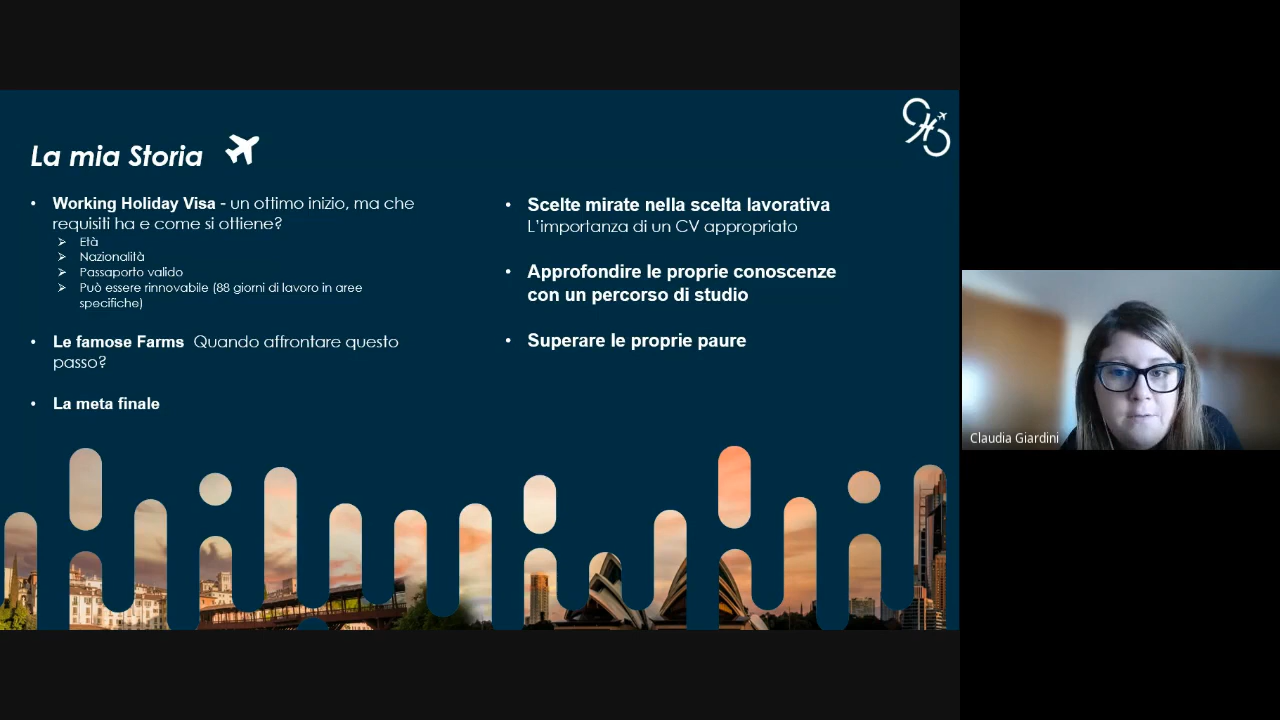 La mia Storia
• Working Holiday Visa - un ottimo inizio, ma che
requisiti ha e come si ottiene?
➢ Età
➢ Nazionalità
➢ Passaporto valido
➢ Può essere rinnovabile (88 giorni di lavoro in aree
specifiche)
• Le famose Farms Quando affrontare questo
passo?
• La meta finale
• Scelte mirate nella scelta lavorativa
L'importanza di un CV appropriato
• Approfondire le proprie conoscenze
con un percorso di studio
• Superare le proprie paure
Claudia Giardini